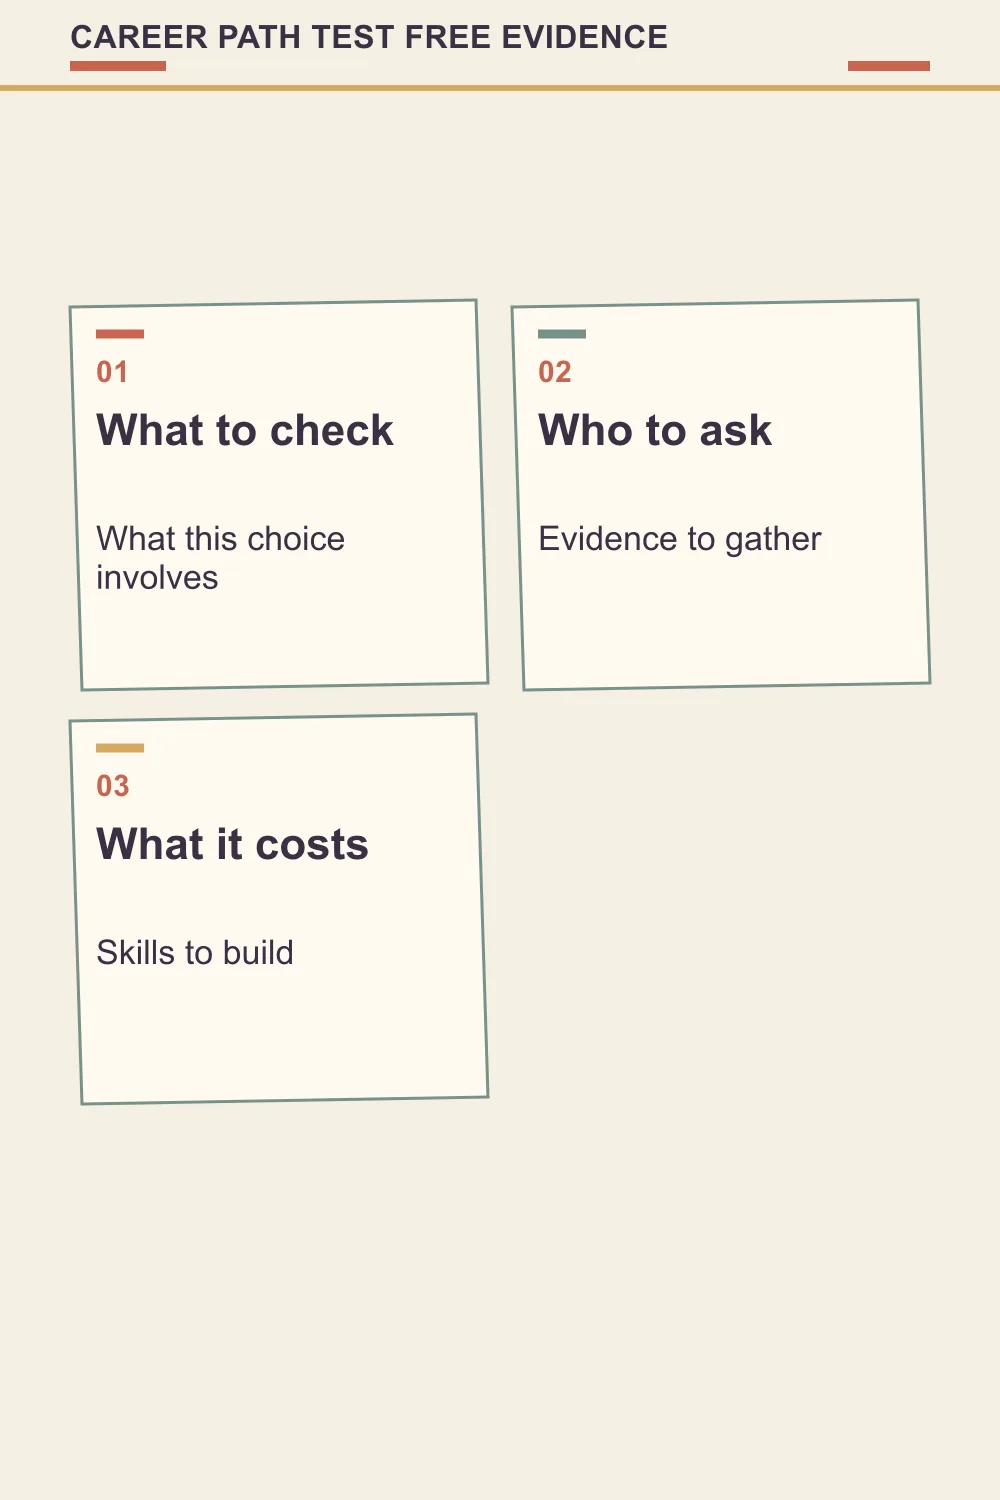 CAREER PATH TEST FREE EVIDENCE
01
What to check
What this choice
involves
02
Who to ask
Evidence to gather
03
What it costs
Skills to build